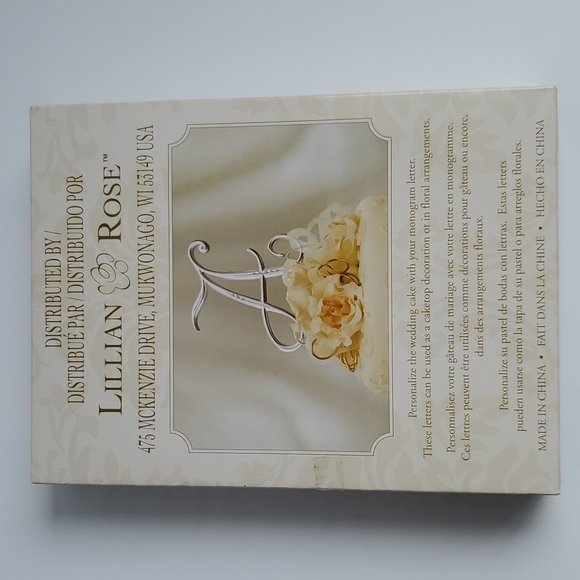 DISTRIBUTED BY /
DISTRIBUÉ PAR / DISTRIBUIDO POR
LILLIAN ROSE™
475 MCKENZIE DRIVE, MUKWONAGO, WI 53149 USA
Personalize the wedding cake with your monogram letter.
These letters can be used as a caketop decoration or in floral arrangements.
Personnalisez votre gâteau de mariage avec votre lettre en monogramme.
Ces lettres peuvent être utilisées comme décorations pour gâteau ou encore,
dans des arrangements floraux.
Personalize su pastel de bodas con letras. Estas letters
pueden usarse como la tapa de su pastel o para arreglos florales.
MADE IN CHINA • FAIT DANS LA CHINE • HECHO EN CHINA